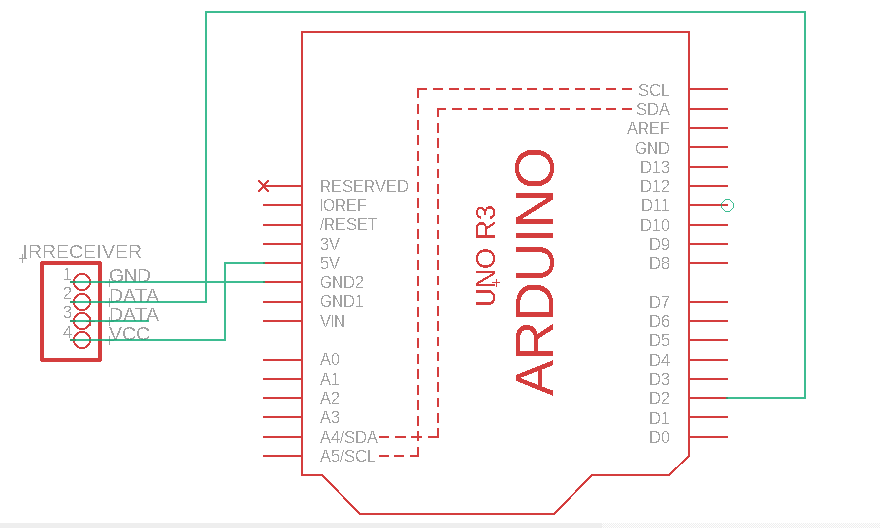 IRRECEIVER
1 GND
2 DATA
3 DATA
4 VCC
RESERVED
IOREF
/RESET
3V
5V
GND2
GND1
VIN
A0
A1
A2
A3
A4/SDA
A5/SCL
UNO R3
ARDUINO
SCL
SDA
AREF
GND
D13
D12
D11
D10
D9
D8
D7
D6
D5
D4
D3
D2
D1
D0